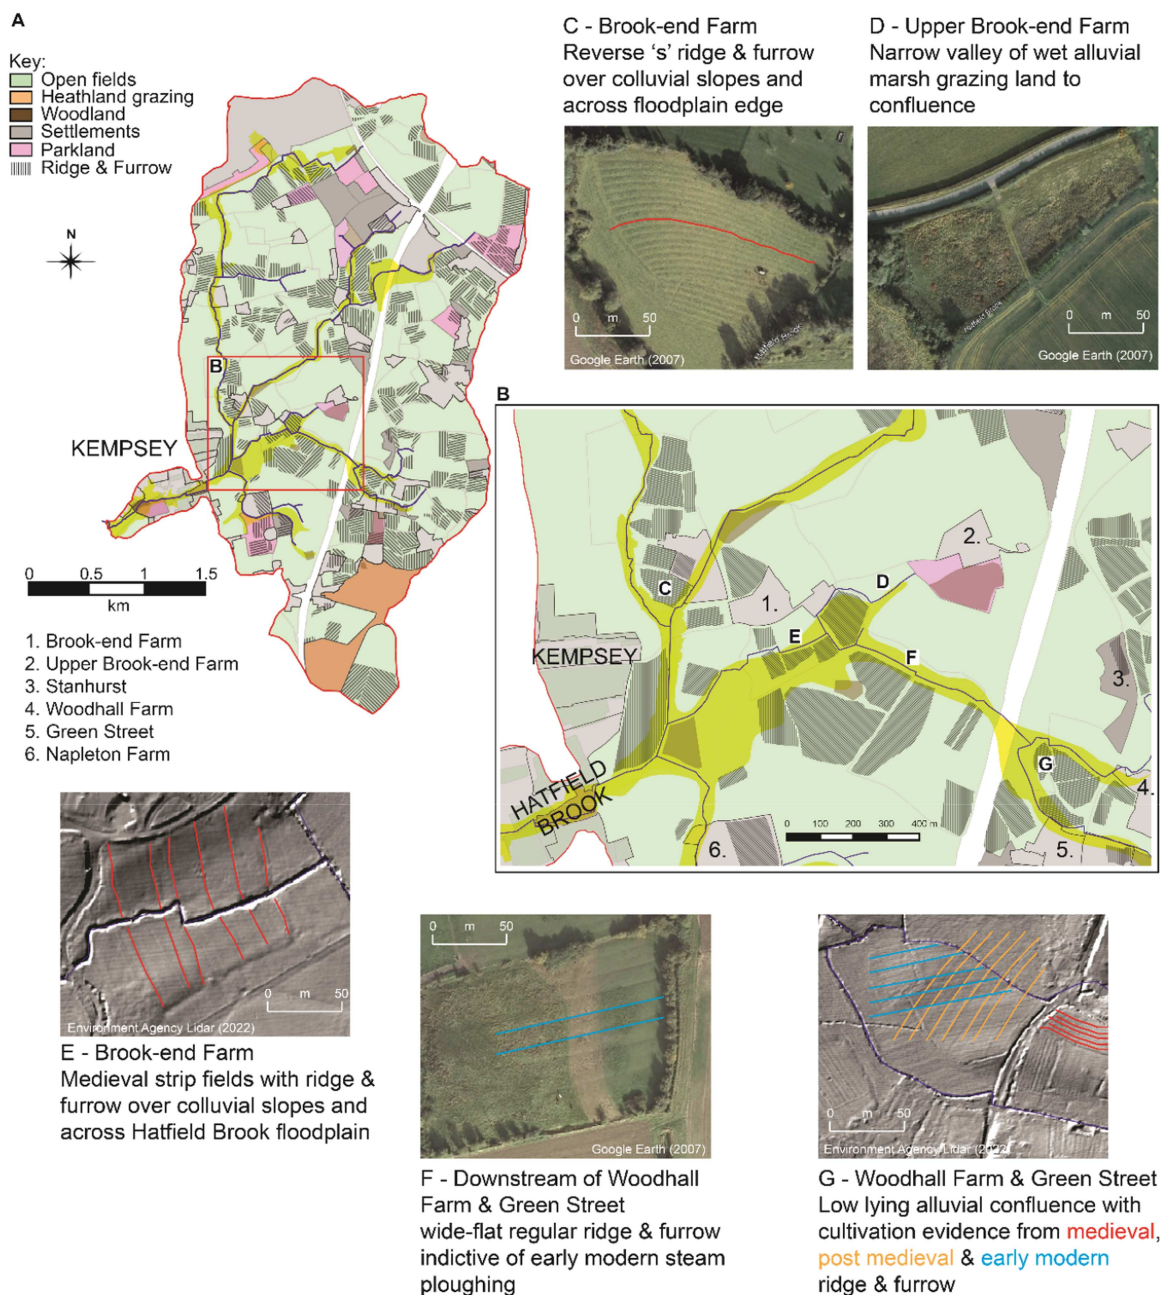 A
Key:
Open fields
Heathland grazing
Woodland
Settlements
Parkland
Ridge & Furrow
N
B
KEMPSEY
0 0.5 1 1.5
km
1. Brook-end Farm
2. Upper Brook-end Farm
3. Stanhurst
4. Woodhall Farm
5. Green Street
6. Napleton Farm
C - Brook-end Farm
Reverse ‘s’ ridge & furrow
over colluvial slopes and
across floodplain edge
0 m 50
Hatfield Brook
Google Earth (2007)
D - Upper Brook-end Farm
Narrow valley of wet alluvial
marsh grazing land to
confluence
Hatfield Brook
0 m 50
Google Earth (2007)
B
2.
C
D
1.
E
KEMPSEY
F
3.
G
HATFIELD
BROOK
4.
0 100 200 300 400 m
6.
5.
0 m 50
Environment Agency Lidar (2022)
E - Brook-end Farm
Medieval strip fields with ridge &
furrow over colluvial slopes and
across Hatfield Brook floodplain
0 m 50
Google Earth (2007)
F - Downstream of Woodhall
Farm & Green Street
wide-flat regular ridge & furrow
indictive of early modern steam
ploughing
0 m 50
Environment Agency Lidar (2022)
G - Woodhall Farm & Green Street
Low lying alluvial confluence with
cultivation evidence from medieval,
post medieval & early modern
ridge & furrow